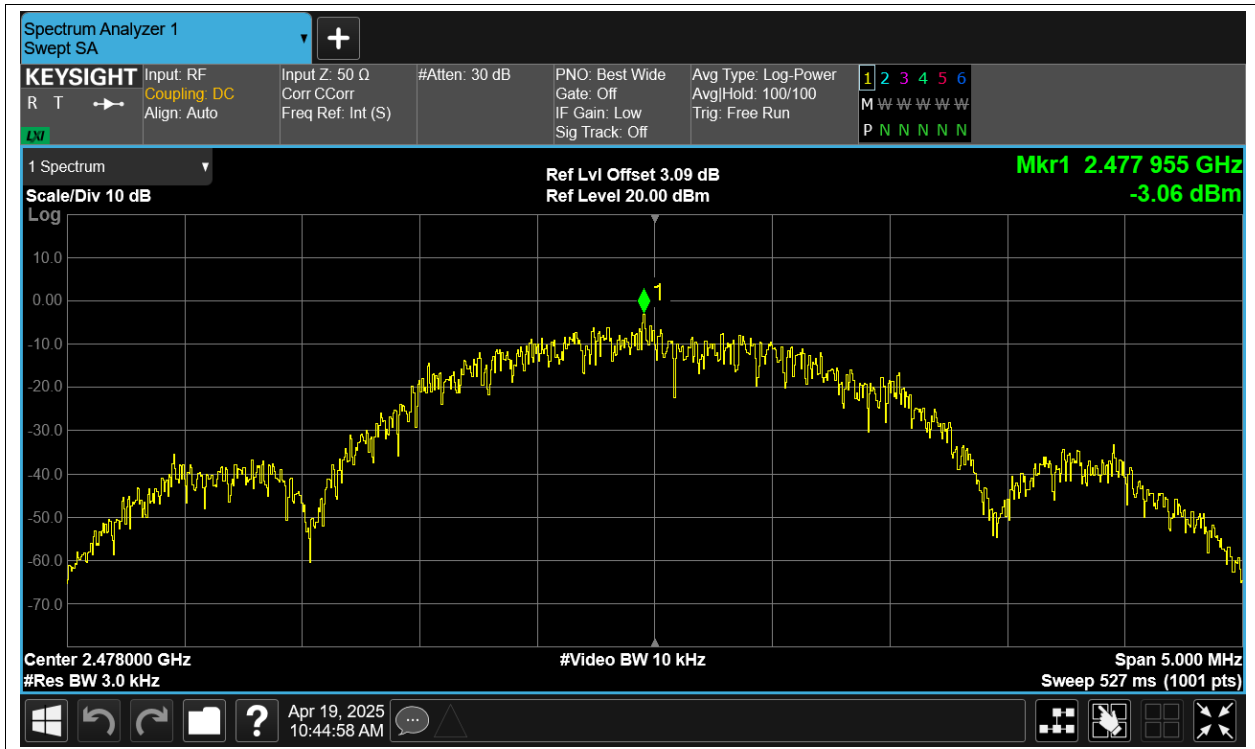 Spectrum Analyzer 1
Swept SA
KEYSIGHT
R T
LXI
Input: RF
Coupling: DC
Align: Auto
Input Z: 50 Ω
Corr CCorr
Freq Ref: Int (S)
#Atten: 30 dB
PNO: Best Wide
Gate: Off
IF Gain: Low
Sig Track: Off
Avg Type: Log-Power
Avg|Hold: 100/100
Trig: Free Run
1 2 3 4 5 6
M W W W W W
P N N N N N
1 Spectrum
Scale/Div 10 dB
Log
Ref Lvl Offset 3.09 dB
Ref Level 20.00 dBm
Mkr1 2.477 955 GHz
-3.06 dBm
1
10.0
0.00
-10.0
-20.0
-30.0
-40.0
-50.0
-60.0
-70.0
Center 2.478000 GHz
#Res BW 3.0 kHz
#Video BW 10 kHz
Span 5.000 MHz
Sweep 527 ms (1001 pts)
?
Apr 19, 2025
10:44:58 AM